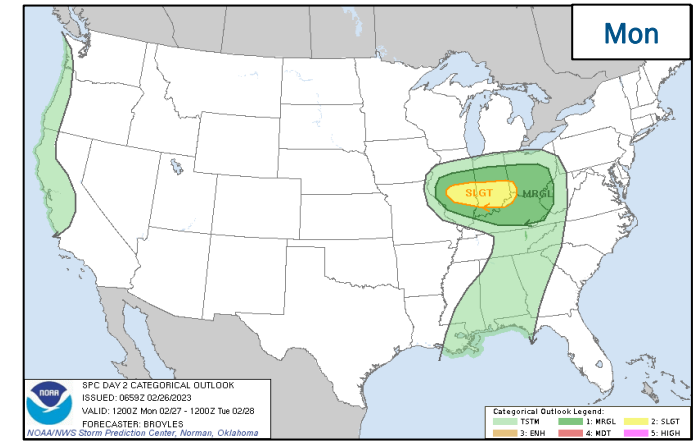 Mon
SLGT
MRGL
NOAA
SPC DAY 2 CATEGORICAL OUTLOOK
ISSUED: 0659Z 02/26/2023
VALID: 1200Z Mon 02/27 - 1200Z Tue 02/28
FORECASTER: BROYLES
NOAA/NWS Storm Prediction Center, Norman, Oklahoma
Categorical Outlook Legend:
TSTM 1: MRGL 2: SLGT
3: ENH 4: MDT 5: HIGH